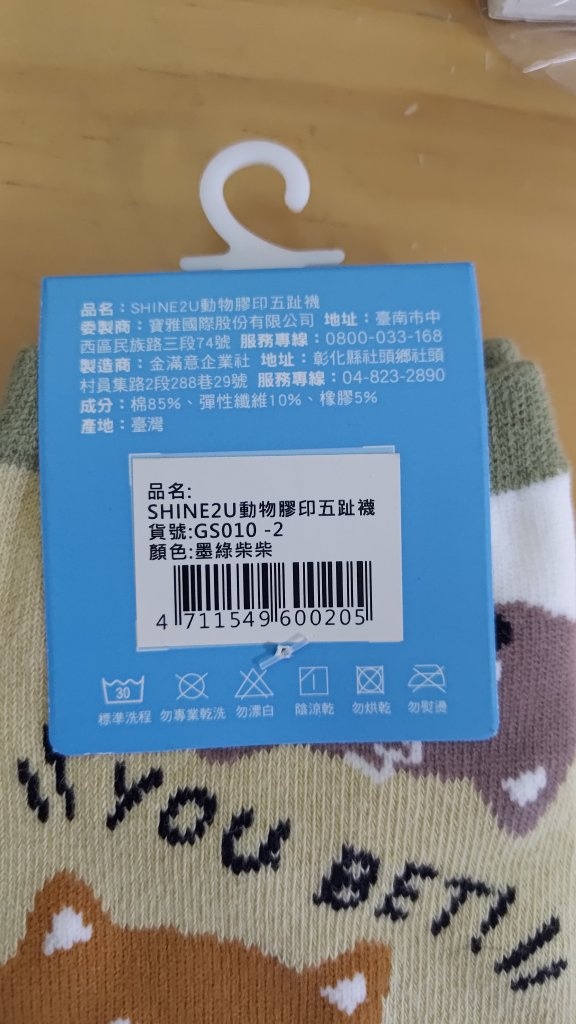 品名：SHINE2U動物膠印五趾襪
委製商：寶雅國際股份有限公司 地址：臺南市中
西區民族路三段74號 服務專線：0800-033-168
製造商：金滿意企業社 地址：彰化縣社頭鄉社頭
村員集路2段288巷29號 服務專線：04-823-2890
成分：棉85%、彈性纖維10%、橡膠5%
產地：臺灣
品名:
SHINE2U動物膠印五趾襪
貨號:GS010 -2
顏色:墨綠柴柴
4 711549 600205
30
標準洗程 勿專業乾洗 勿漂白 陰涼乾 勿烘乾 勿熨燙
YOU BET!